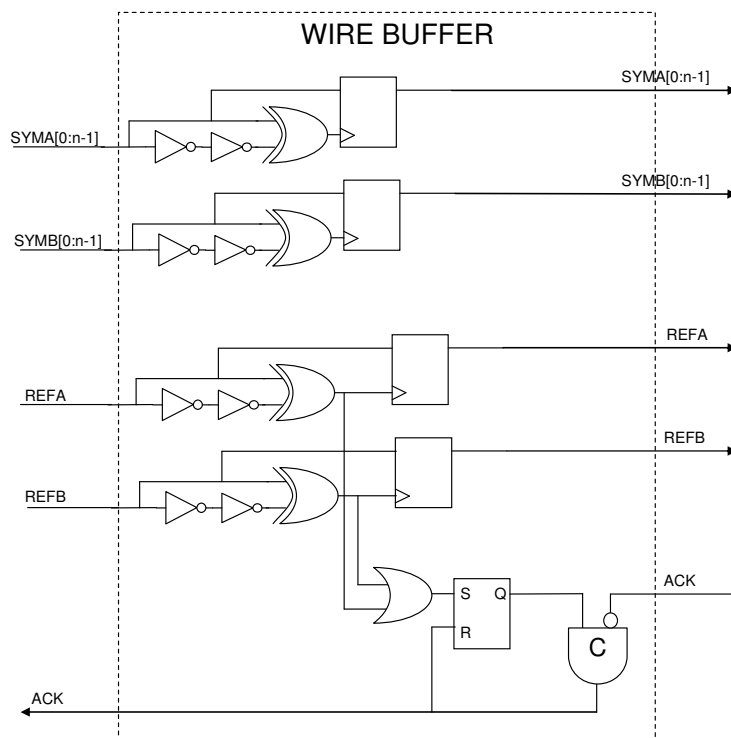 WIRE BUFFER
SYMA[0:n-1]
SYMA[0:n-1]
SYMB[0:n-1]
SYMB[0:n-1]
REFA
REFA
REFB
REFB
ACK
S Q
R
C
ACK